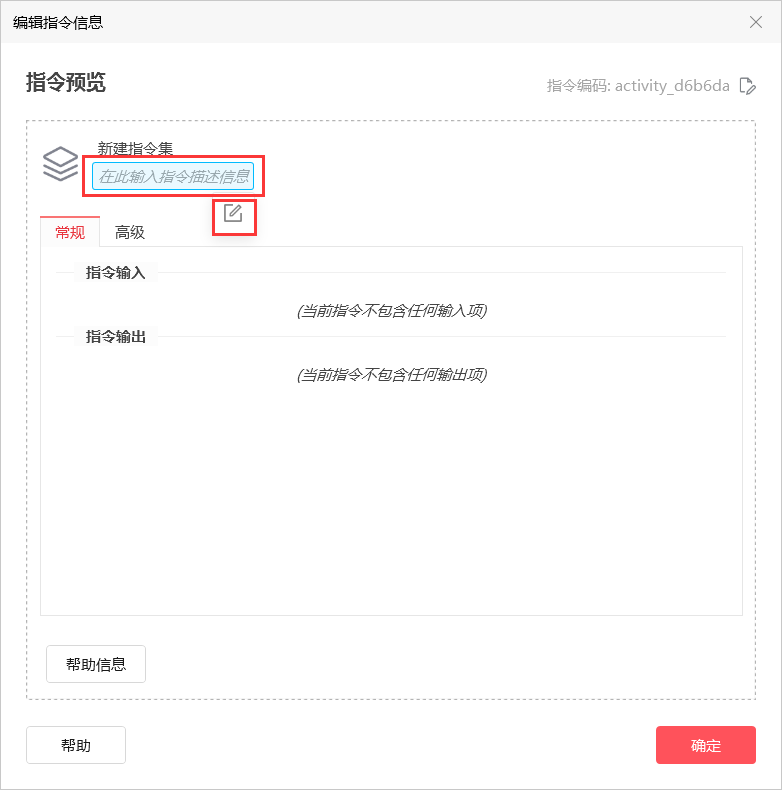 编辑指令信息
指令预览
指令编码: activity_d6b6da
新建指令集
在此输入指令描述信息
常规
高级
指令输入
(当前指令不包含任何输入项)
指令输出
(当前指令不包含任何输出项)
帮助信息
帮助
确定